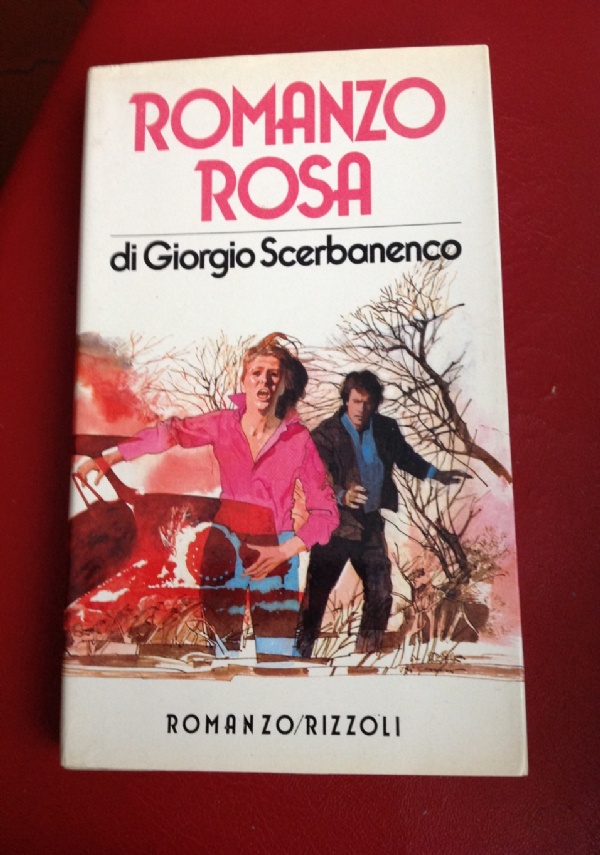 ROMANZO
ROSA
di Giorgio Scerbanenco
ROMANZO/RIZZOLI